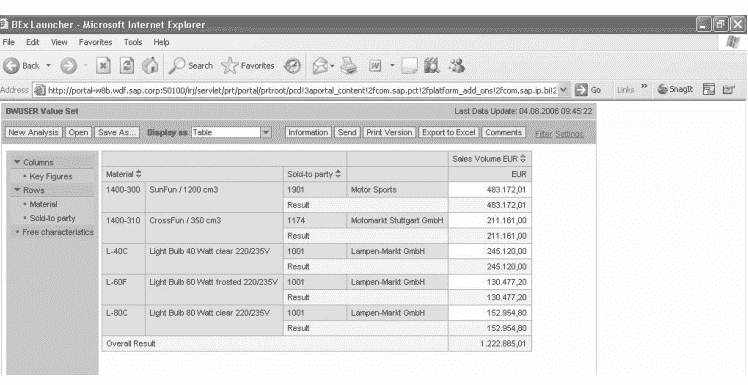 BEx Launcher - Microsoft Internet Explorer
File Edit View Favorites Tools Help
Back Search Favorites
Address http://portal-w8b.wdf.sap.corp:50100/irj/servlet/prt/portal/prtroot/pcd!3aportal_content!2fcom.sap.pct!2fplatform_add_ons!2fcom.sap.ip.bi!2 Go Links SnagIt
BWUSER Value Set Last Data Update: 04.08.2006 09:45:22
New Analysis Open Save As... Display as Table Information Send Print Version Export to Excel Comments Filter Settings
Columns
Key Figures
Rows
Material
Sold-to party
Free characteristics
Sales Volume EUR
Material Sold-to party EUR
1400-300 SunFun / 1200 cm3 1901 Motor Sports 483.172,01
Result 483.172,01
1400-310 CrossFun / 350 cm3 1174 Motomarkt Stuttgart GmbH 211.161,00
Result 211.161,00
L-40C Light Bulb 40 Watt clear 220/235V 1001 Lampen-Markt GmbH 245.120,00
Result 245.120,00
L-60F Light Bulb 60 Watt frosted 220/235V 1001 Lampen-Markt GmbH 130.477,20
Result 130.477,20
L-80C Light Bulb 80 Watt clear 220/235V 1001 Lampen-Markt GmbH 152.954,80
Result 152.954,80
Overall Result 1.222.885,01